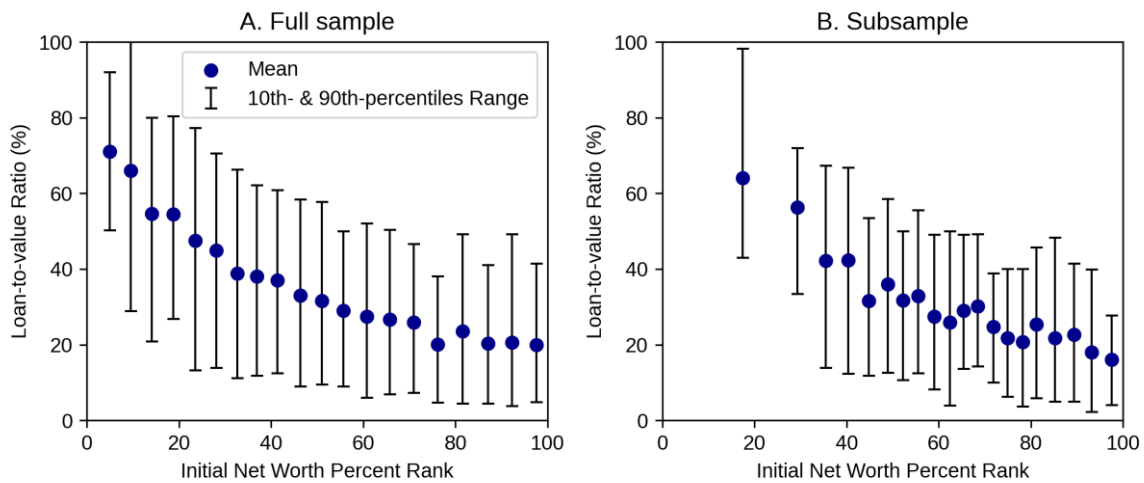 A. Full sample
100
80
60
40
20
0
Loan-to-value Ratio (%)
Mean
10th- & 90th-percentiles Range
0 20 40 60 80 100
Initial Net Worth Percent Rank
B. Subsample
100
80
60
40
20
0
Loan-to-value Ratio (%)
0 20 40 60 80 100
Initial Net Worth Percent Rank